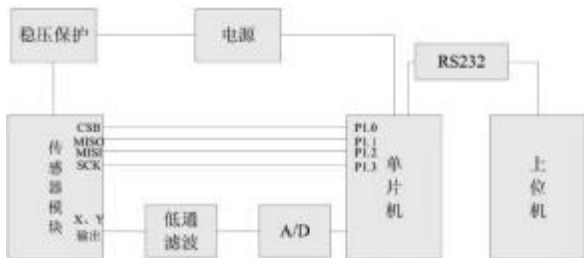 稳压保护
电源
RS232
CSB
MISO
MISI
SCK
传感器模块
X、Y
输出
低通
滤波
A/D
P1.0
P1.1
P1.2
P1.3
单片机
上位机